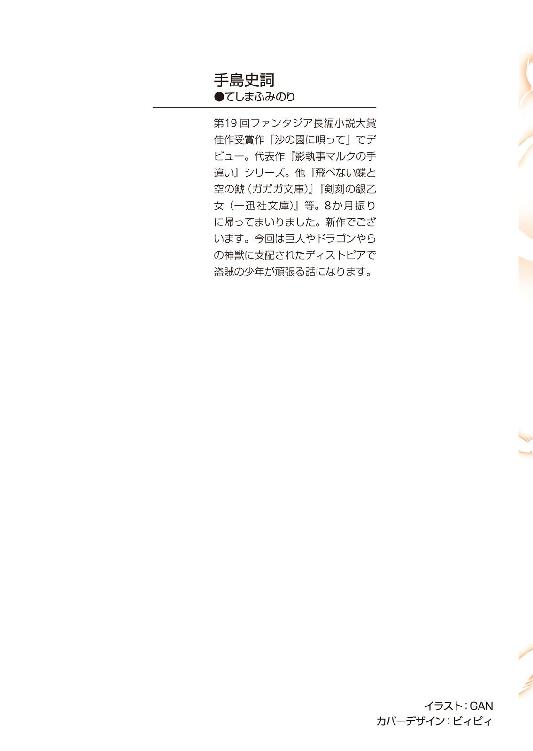 手島史詞
●てしまふみのり
第19回ファンタジア長編小説大賞
佳作受賞作「沙の園に唄って」でデ
ビュー。代表作『影執事マルクの手
違い』シリーズ。他『飛べない蝶と
空の鯱（ガガガ文庫）』『剣刻の銀乙
女（一迅社文庫）』等。8か月振り
に帰ってまいりました。新作でござ
います。今回は巨人やドラゴンやら
の神獣に支配されたディストピアで
盗賊の少年が頑張る話になります。
イラスト：GAN
カバーデザイン：ビィピィ